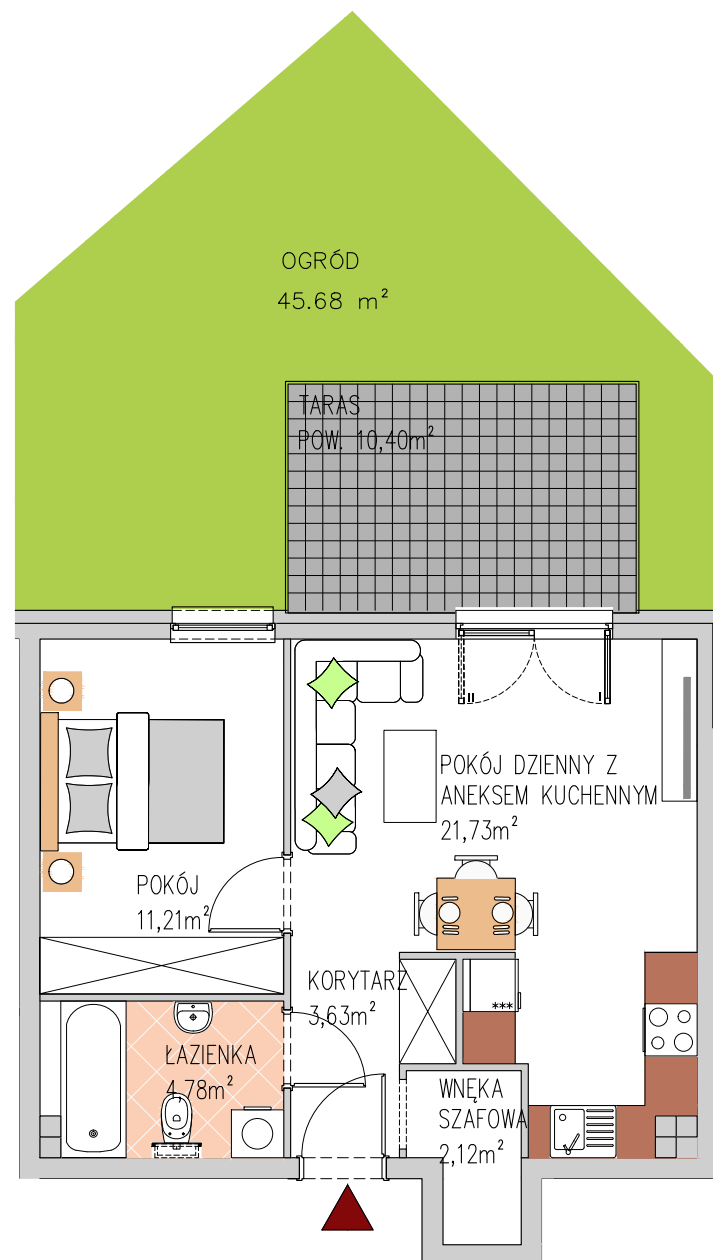 OGRÓD
45.68 m²
TARAS
POW. 10,40m²
POKÓJ DZIENNY Z
ANEKSEM KUCHENNYM
21,73m²
POKÓJ
11,21m²
KORYTARZ
3,63m²
***
ŁAZIENKA
4,78m²
WNĘKA
SZAFOWA
2,12m²